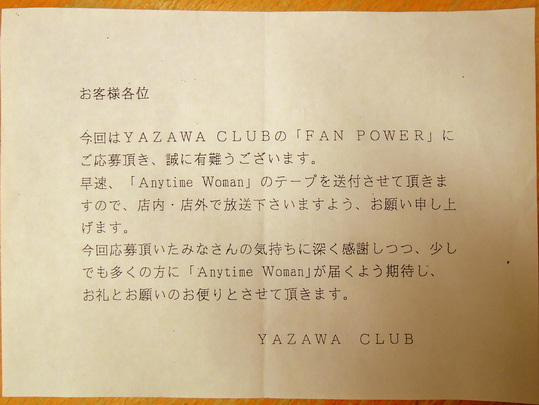 お客様各位
今回はＹＡＺＡＷＡ ＣＬＵＢの「ＦＡＮ ＰＯＷＥＲ」に
ご応募頂き、誠に有難うございます。
早速、「Anytime Woman」のテープを送付させて頂きま
すので、店内・店外で放送下さいますよう、お願い申し上
げます。
今回応募頂いたみなさんの気持ちに深く感謝しつつ、少し
でも多くの方に「Anytime Woman」が届くよう期待し、
お礼とお願いのお便りとさせて頂きます。
ＹＡＺＡＷＡ ＣＬＵＢ